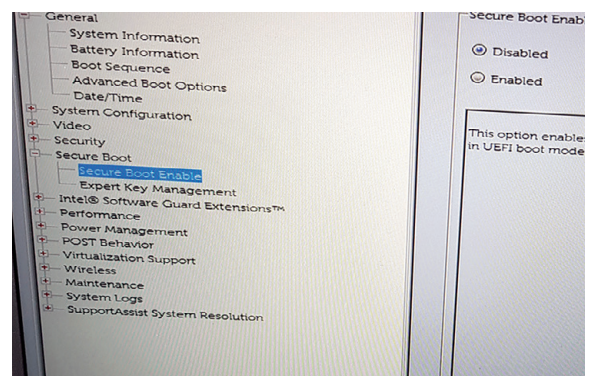 General
System Information
Battery Information
Boot Sequence
Advanced Boot Options
Date/Time
System Configuration
Video
Security
Secure Boot
Secure Boot Enable
Expert Key Management
Intel® Software Guard Extensions™
Performance
Power Management
POST Behavior
Virtualization Support
Wireless
Maintenance
System Logs
SupportAssist System Resolution
Secure Boot Enab
Disabled
Enabled
This option enable
in UEFI boot mode